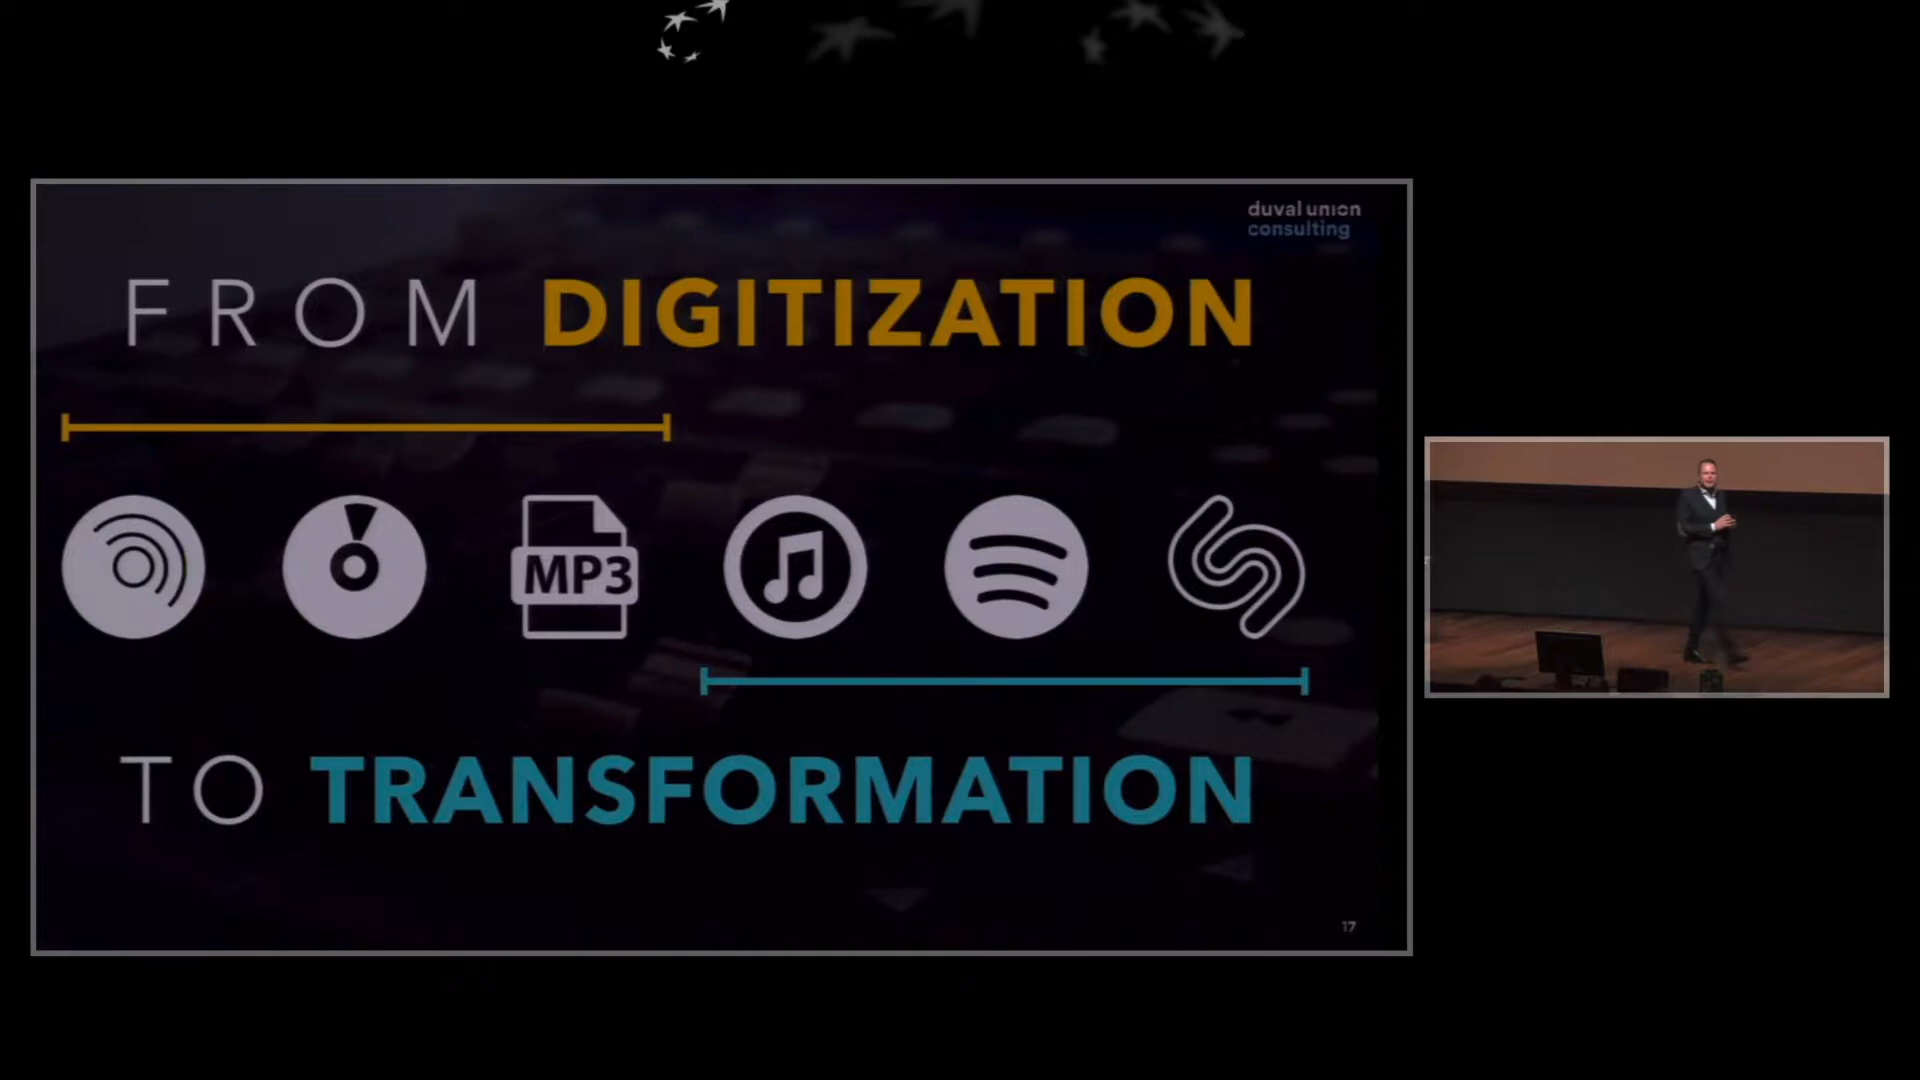 duval union
consulting
FROM DIGITIZATION
MP3
TO TRANSFORMATION
17